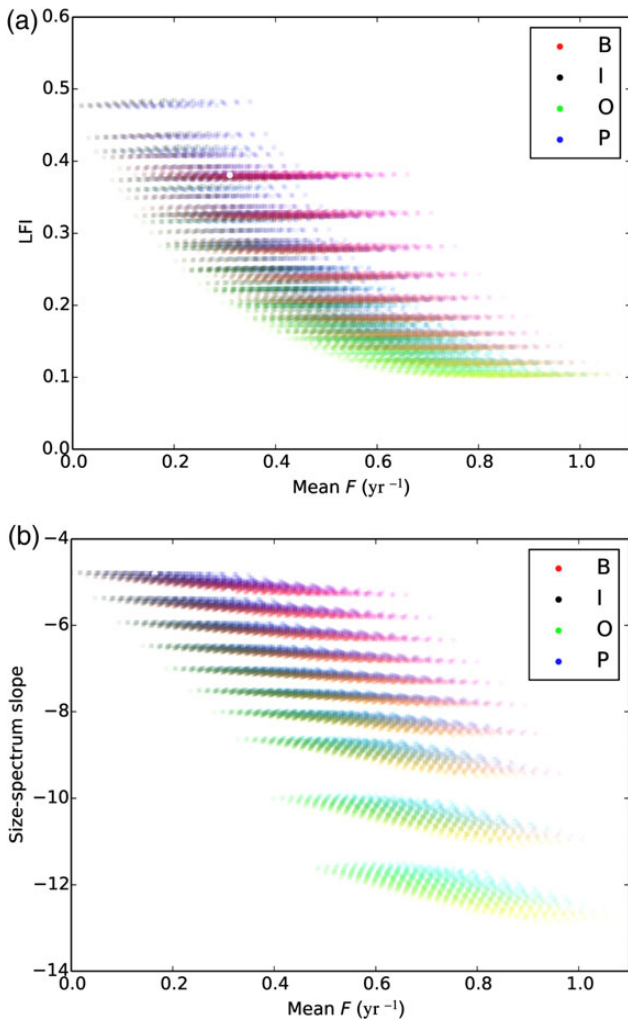 (a)
0.6
0.5
0.4
0.3
0.2
0.1
0.0
LFI
B
I
O
P
0.0 0.2 0.4 0.6 0.8 1.0
Mean F (yr⁻¹)
(b)
−4
−6
−8
−10
−12
−14
Size-spectrum slope
B
I
O
P
0.0 0.2 0.4 0.6 0.8 1.0
Mean F (yr⁻¹)